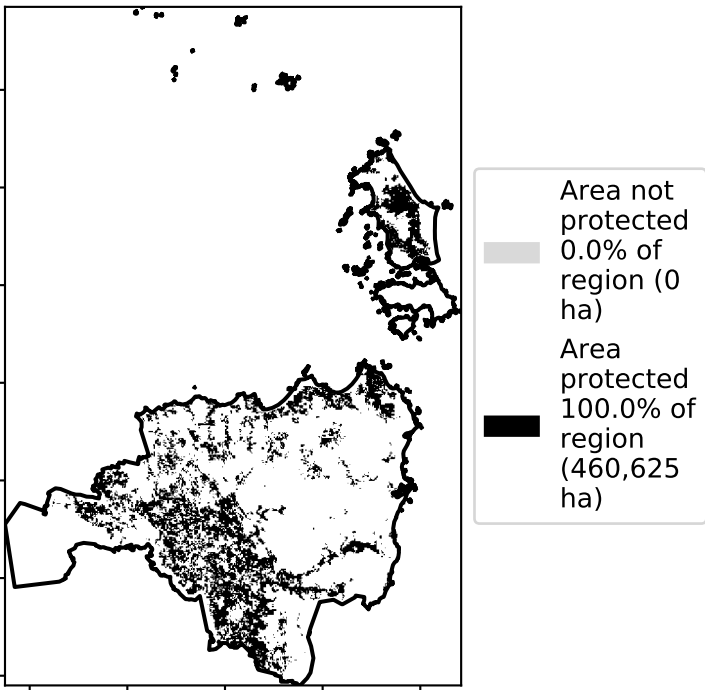 Area not
protected
0.0% of
region (0
ha)
Area
protected
100.0% of
region
(460,625
ha)